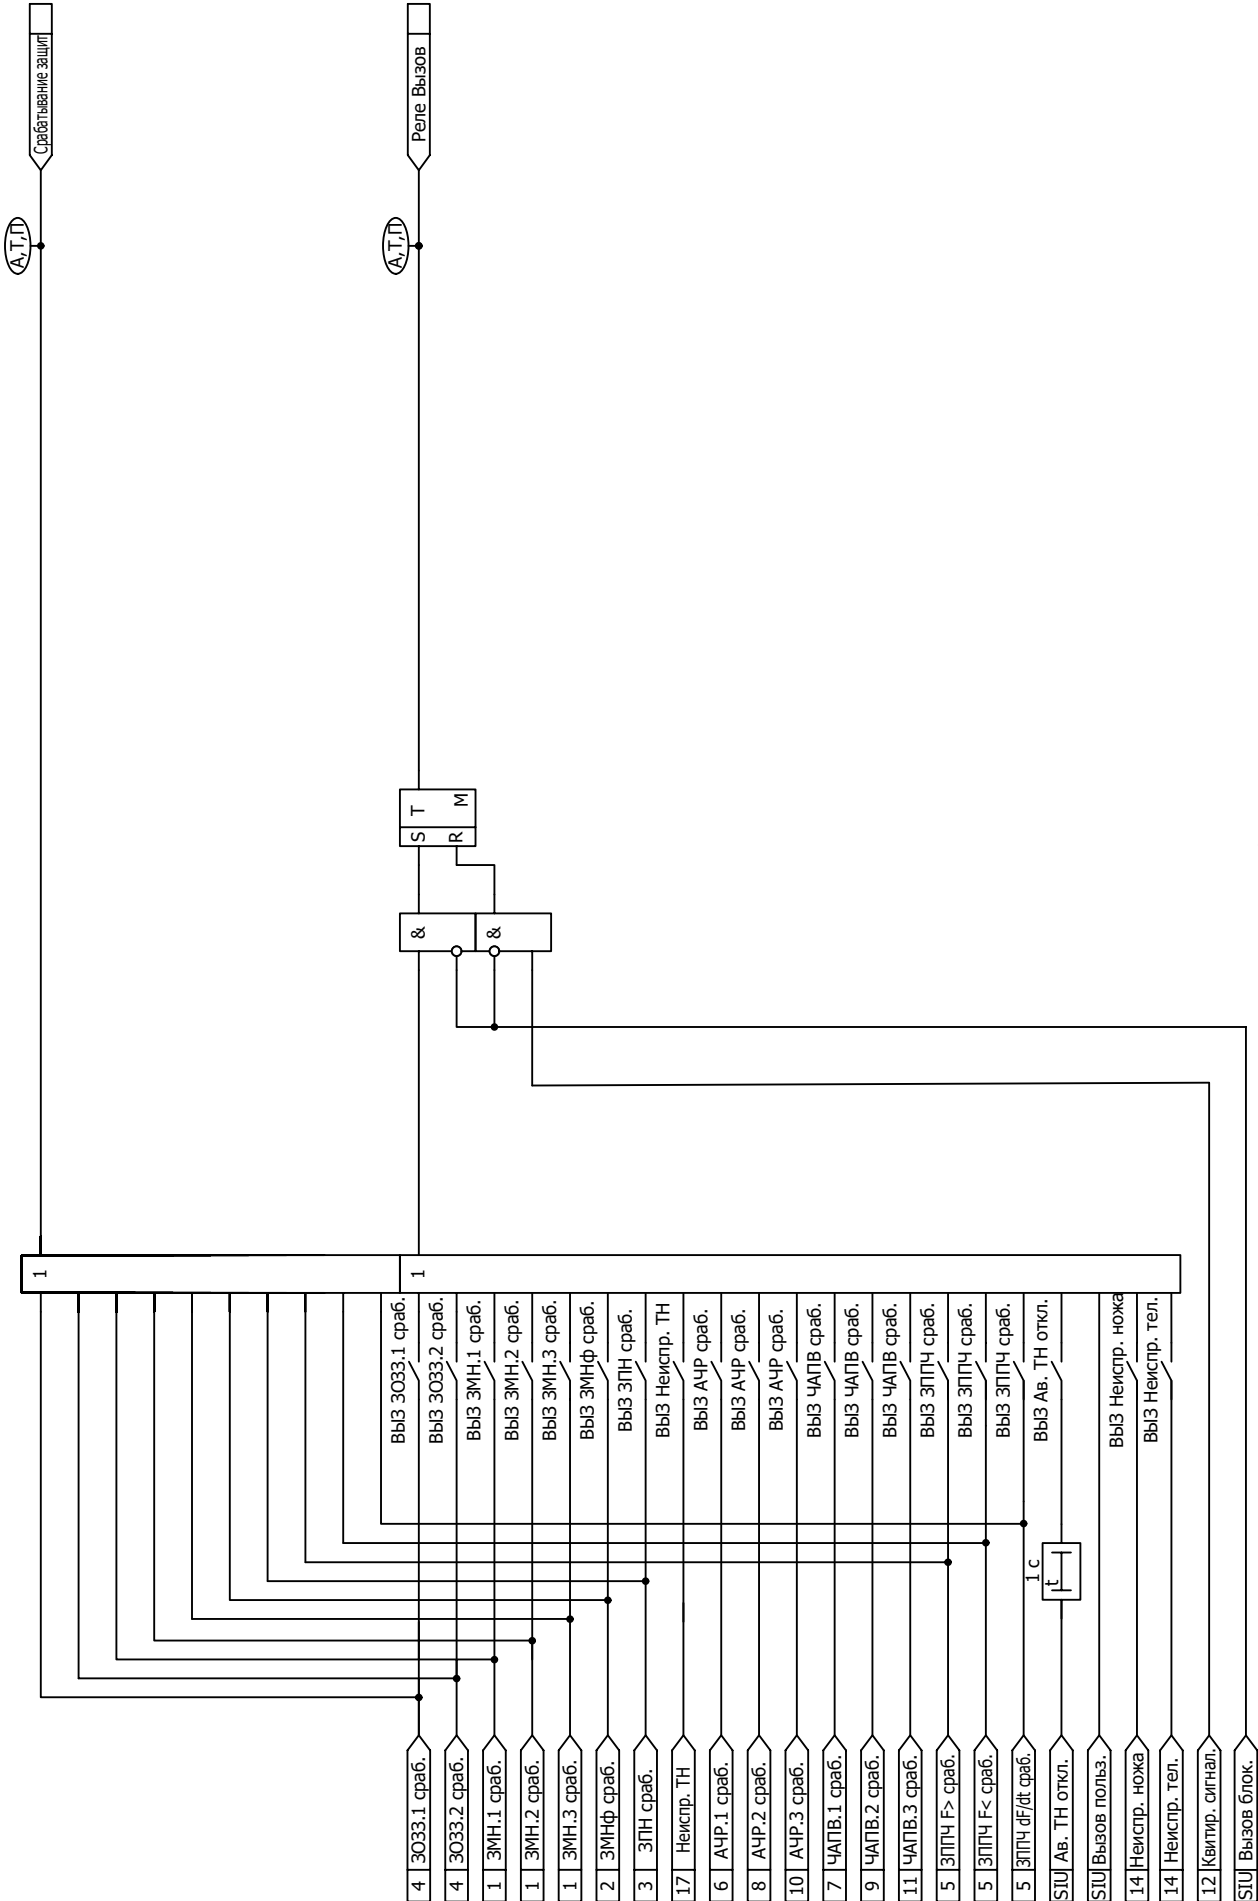 Срабатывание защит
Реле Вызов
А,Т,П
А,Т,П
S T
R M
&
&
1
1
ВЫЗ ЗОЗЗ.1 сраб.
ВЫЗ ЗОЗЗ.2 сраб.
ВЫЗ ЗМН.1 сраб.
ВЫЗ ЗМН.2 сраб.
ВЫЗ ЗМН.3 сраб.
ВЫЗ ЗМНф сраб.
ВЫЗ ЗПН сраб.
ВЫЗ Неиспр. ТН
ВЫЗ АЧР сраб.
ВЫЗ АЧР сраб.
ВЫЗ АЧР сраб.
ВЫЗ ЧАПВ сраб.
ВЫЗ ЧАПВ сраб.
ВЫЗ ЧАПВ сраб.
ВЫЗ ЗППЧ сраб.
ВЫЗ ЗППЧ сраб.
ВЫЗ ЗППЧ сраб.
ВЫЗ Ав. ТН откл.
ВЫЗ Неиспр. ножа
ВЫЗ Неиспр. тел.
1 с
t
4 ЗОЗЗ.1 сраб.
4 ЗОЗЗ.2 сраб.
1 ЗМН.1 сраб.
1 ЗМН.2 сраб.
1 ЗМН.3 сраб.
2 ЗМНф сраб.
3 ЗПН сраб.
17 Неиспр. ТН
6 АЧР.1 сраб.
8 АЧР.2 сраб.
10 АЧР.3 сраб.
7 ЧАПВ.1 сраб.
9 ЧАПВ.2 сраб.
11 ЧАПВ.3 сраб.
5 ЗППЧ F> сраб.
5 ЗППЧ F< сраб.
5 ЗППЧ dF/dt сраб.
SIU Ав. ТН откл.
SIU Вызов польз.
14 Неиспр. ножа
14 Неиспр. тел.
12 Квитир. сигнал.
SIU Вызов блок.